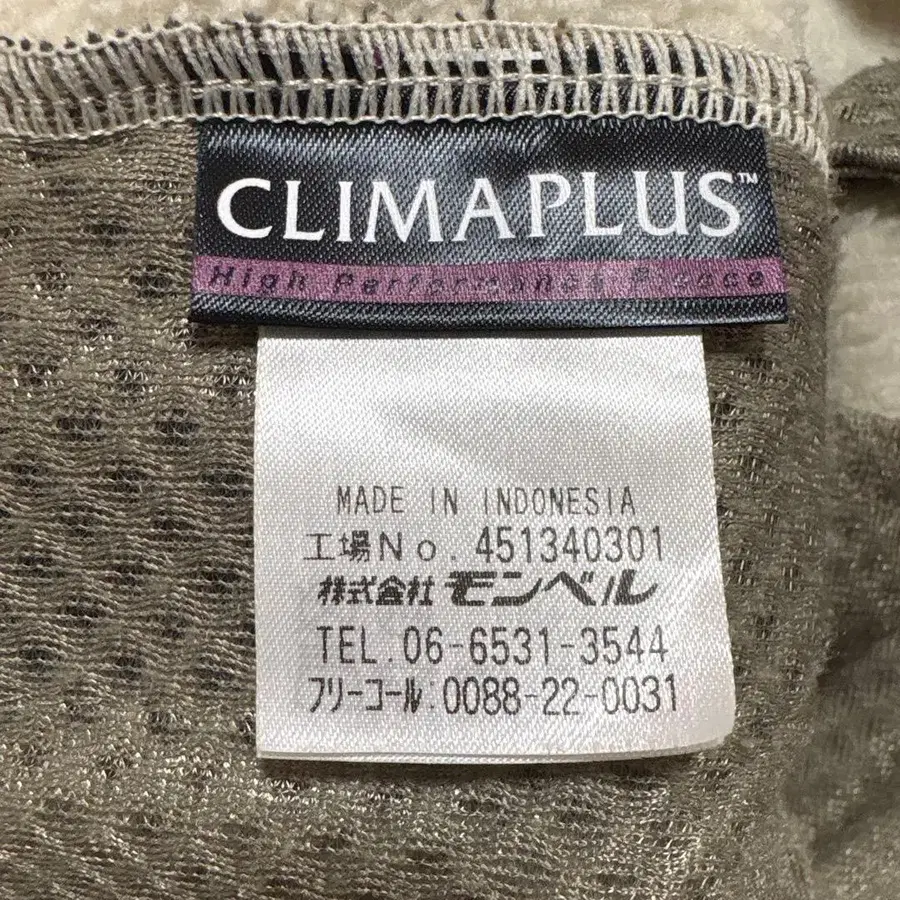 CLIMAPLUS™
High Performance Fleece
MADE IN INDONESIA
工場No. 451340301
株式会社 モンベル
TEL.06-6531-3544
フリーコール:0088-22-0031